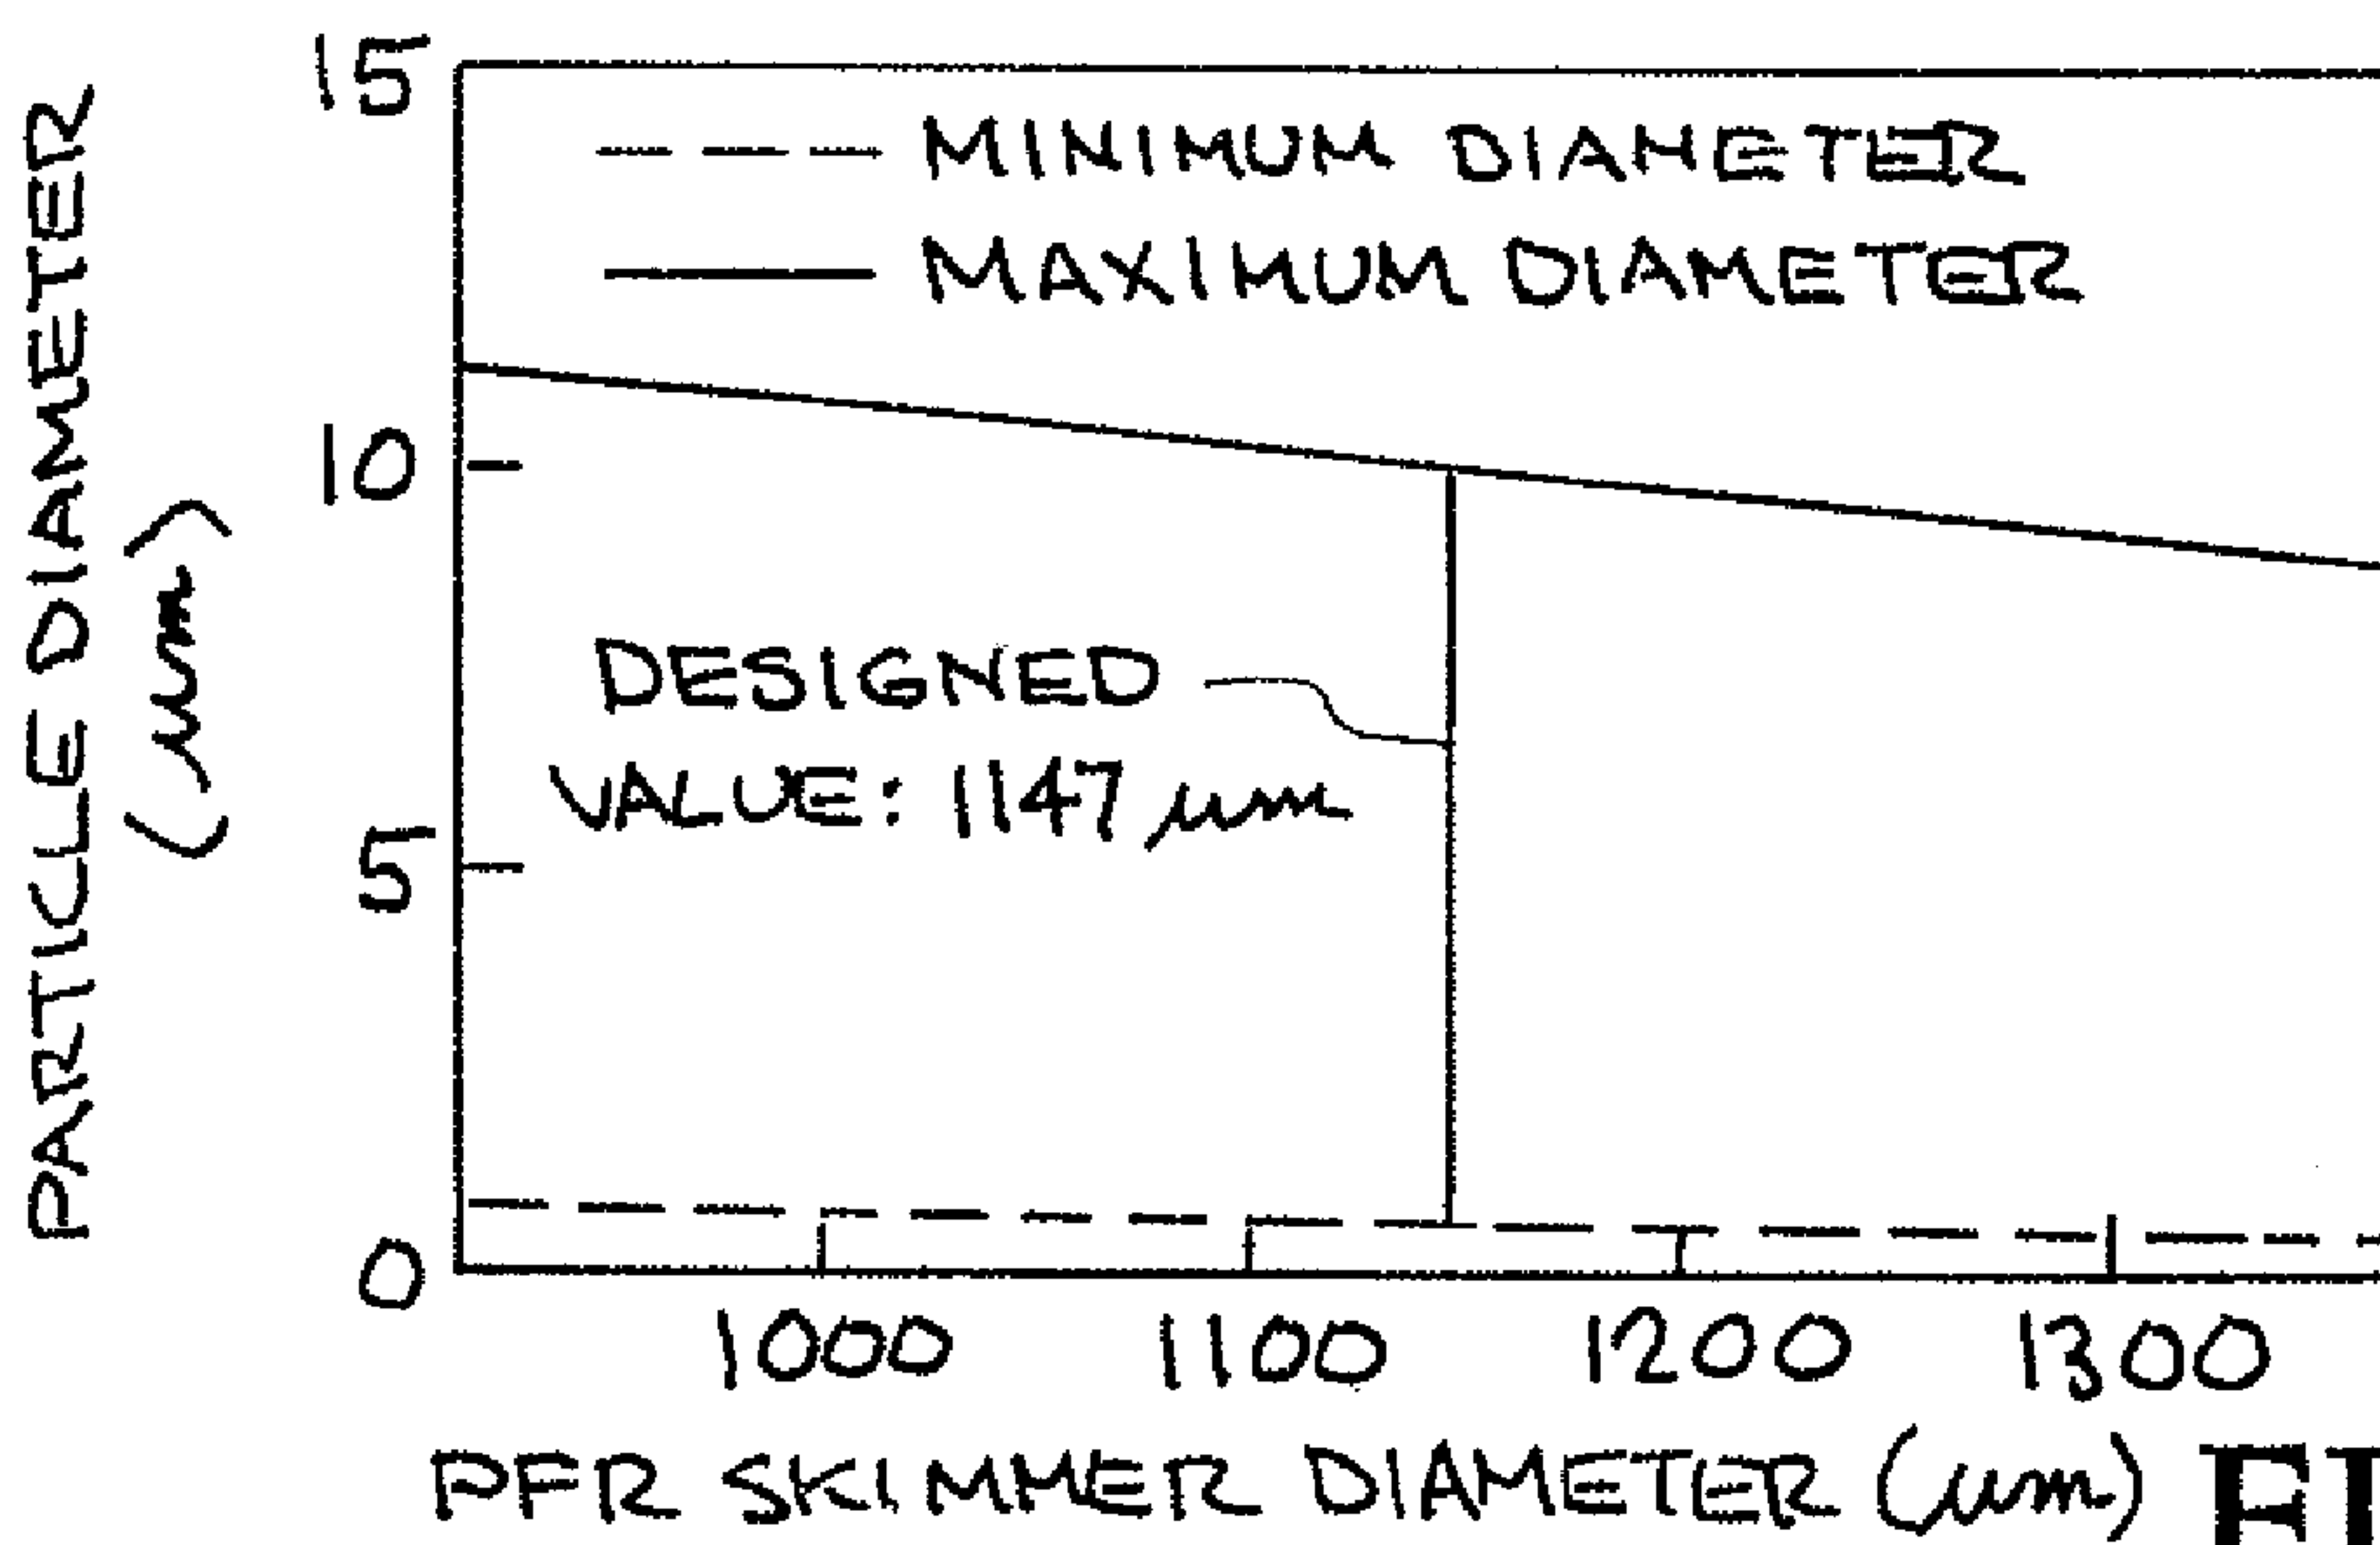 PARTICLE DIAMETER
(μm)
15
10
5
0
MINIMUM DIAMETER
MAXIMUM DIAMETER
DESIGNED
VALUE: 1147 μm
1000 1100 1200 1300
PFR SKIMMER DIAMETER (μm)